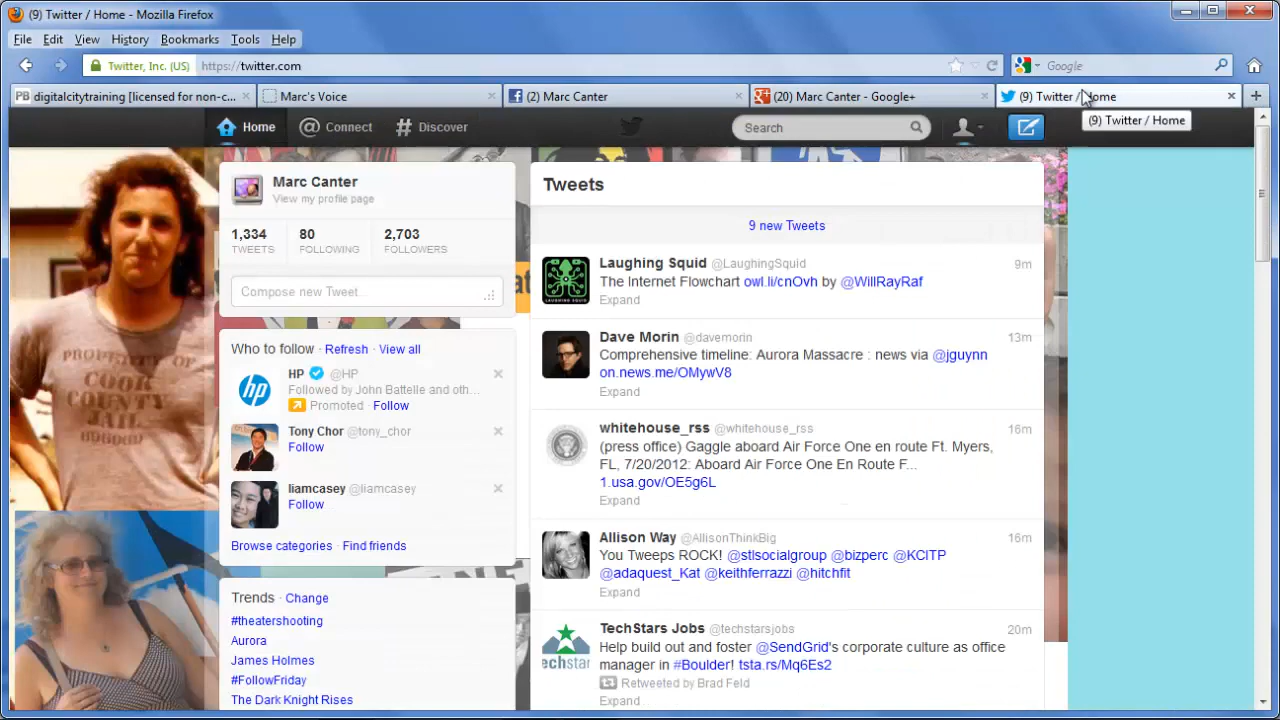 (9) Twitter / Home - Mozilla Firefox
File Edit View History Bookmarks Tools Help
Twitter, Inc. (US) https://twitter.com Google
PB digitalcitytraining [licensed for non-c... Marc's Voice (2) Marc Canter (20) Marc Canter - Google+ (9) Twitter / Home
(9) Twitter / Home
Home @ Connect # Discover Search
Marc Canter
View my profile page
1,334 80 2,703
TWEETS FOLLOWING FOLLOWERS
Compose new Tweet...
Who to follow · Refresh · View all
HP @HP
Followed by John Battelle and oth...
Promoted · Follow
Tony Chor @tony_chor
Follow
liamcasey @liamcasey
Follow
Browse categories · Find friends
Trends · Change
#theatershooting
Aurora
James Holmes
#FollowFriday
The Dark Knight Rises
Tweets
9 new Tweets
Laughing Squid @LaughingSquid 9m
The Internet Flowchart owl.li/cnOvh by @WillRayRaf
Expand
Dave Morin @davemorin 13m
Comprehensive timeline: Aurora Massacre : news via @jguynn
on.news.me/OMywV8
Expand
whitehouse_rss @whitehouse_rss 16m
(press office) Gaggle aboard Air Force One en route Ft. Myers,
FL, 7/20/2012: Aboard Air Force One En Route F...
1.usa.gov/OE5g6L
Expand
Allison Way @AllisonThinkBig 16m
You Tweeps ROCK! @stlsocialgroup @bizperc @KCITP
@adaquest_Kat @keithferrazzi @hitchfit
Expand
TechStars Jobs @techstarsjobs 20m
Help build out and foster @SendGrid's corporate culture as office
manager in #Boulder! tsta.rs/Mq6Es2
Retweeted by Brad Feld
Expand
PROPERTY OF
COOK
COUNTY
LAUGHING SQUID
hp
techstar